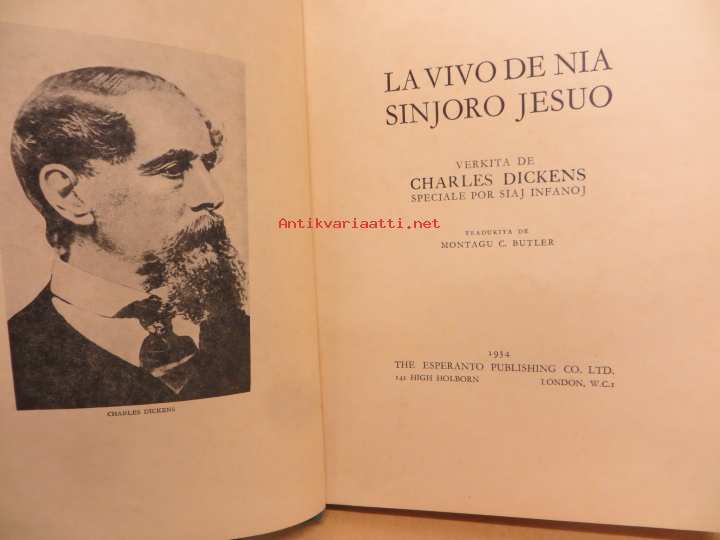 CHARLES DICKENS
LA VIVO DE NIA
SINJORO JESUO
VERKITA DE
CHARLES DICKENS
SPECIALE POR SIAJ INFANOJ
TRADUKITA DE
MONTAGU C. BUTLER
1934
THE ESPERANTO PUBLISHING CO. LTD.
142 HIGH HOLBORN LONDON, W.C.1
Antikvariaatti.net